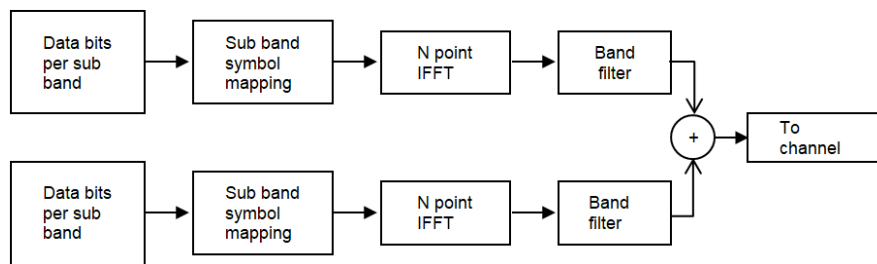 Data bits
per sub
band
Sub band
symbol
mapping
N point
IFFT
Band
filter
+
To
channel
Data bits
per sub
band
Sub band
symbol
mapping
N point
IFFT
Band
filter